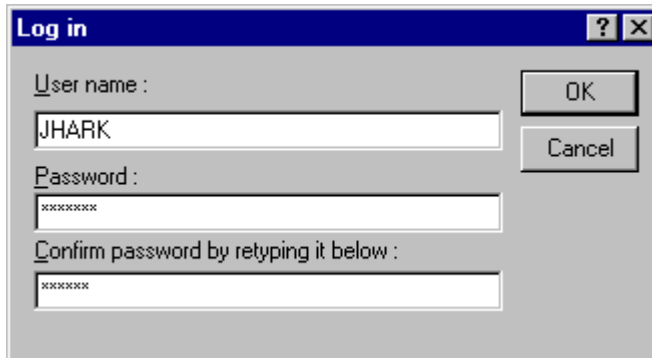 Log in
User name :
OK
JHARK
Cancel
Password :
*******
Confirm password by retyping it below :
******